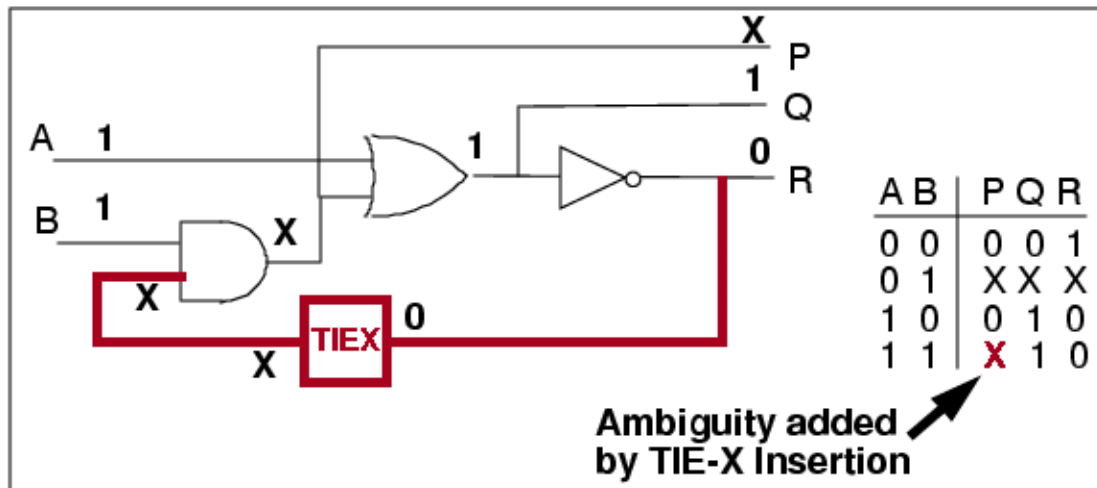 X
P
1
Q
A 1
1
0
R
B 1
X
X
TIEX
0
X
A B P Q R
0 0 0 0 1
0 1 X X X
1 0 0 1 0
1 1 X 1 0
Ambiguity added
by TIE-X Insertion